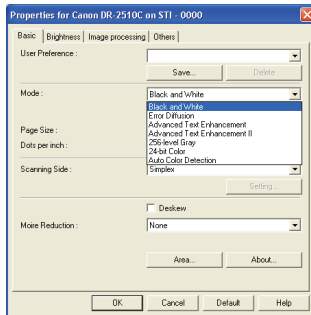 Properties for Canon DR-2510C on STI - 0000
Basic Brightness Image processing Others
User Preference :
Save... Delete
Mode : Black and White
Black and White
Error Diffusion
Advanced Text Enhancement
Advanced Text Enhancement II
256-level Gray
24-bit Color
Auto Color Detection
Page Size :
Dots per inch :
Scanning Side : Simplex
Setting...
Deskew
Moire Reduction : None
Area... About...
OK Cancel Default Help